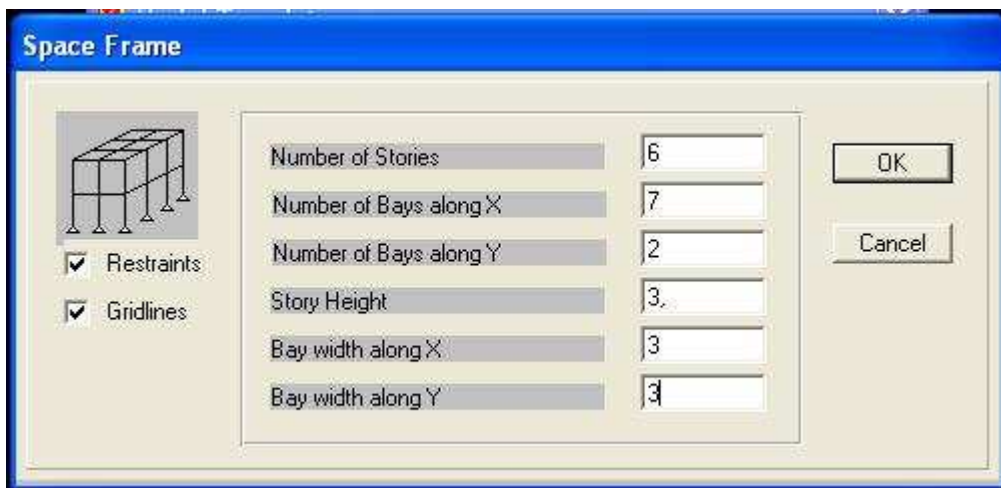 Space Frame
Number of Stories 6
Number of Bays along X 7
Number of Bays along Y 2
Story Height 3,
Bay width along X 3
Bay width along Y 3
Restraints
Gridlines
OK
Cancel